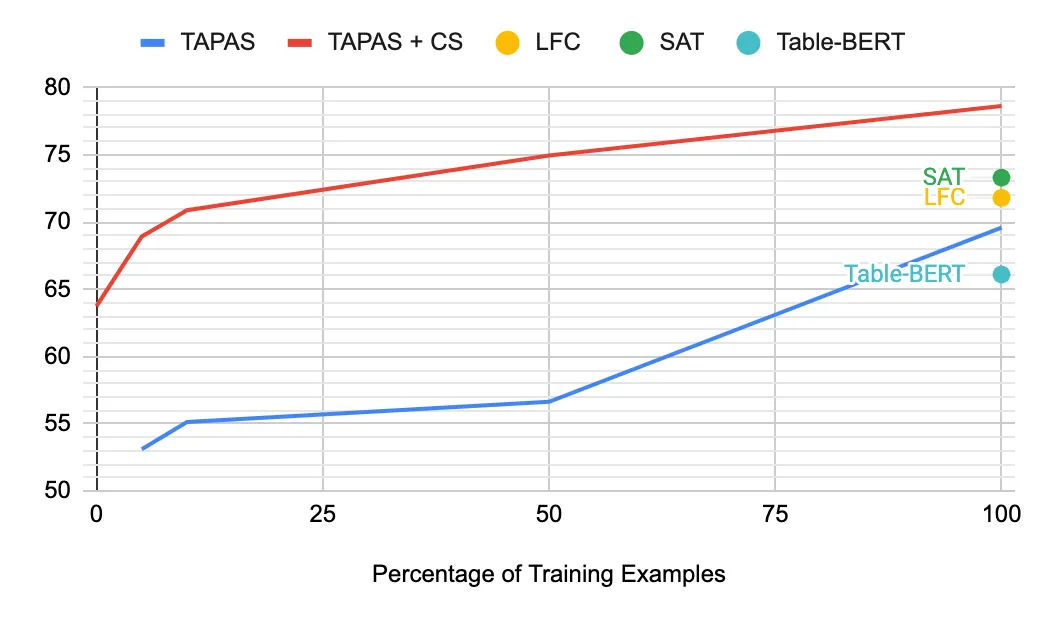 TAPAS TAPAS + CS LFC SAT Table-BERT
80
75
70
65
60
55
50
SAT
LFC
Table-BERT
0 25 50 75 100
Percentage of Training Examples